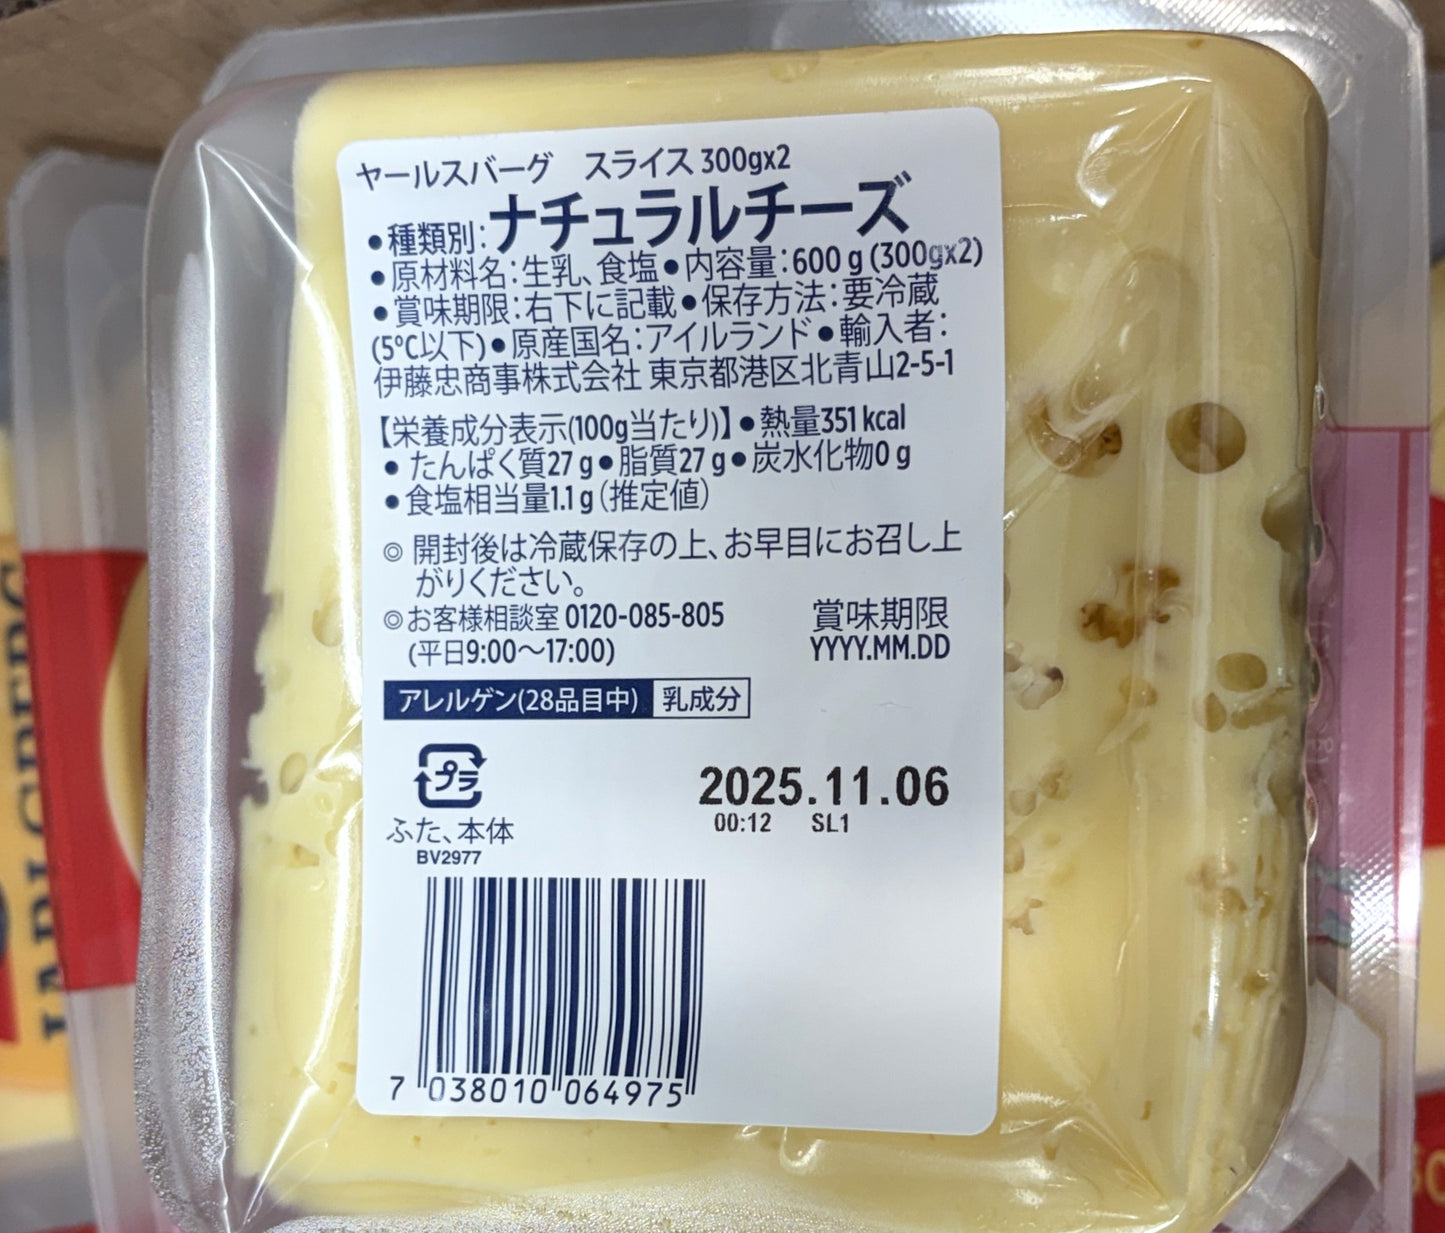 ヤールスバーグ スライス 300gx2
•種類別:ナチュラルチーズ
•原材料名:生乳、食塩•内容量:600 g (300gx2)
•賞味期限:右下に記載•保存方法:要冷蔵
(5°C以下)•原産国名:アイルランド•輸入者:
伊藤忠商事株式会社 東京都港区北青山2-5-1
【栄養成分表示(100g当たり)】•熱量351 kcal
•たんぱく質27 g•脂質27 g•炭水化物0 g
•食塩相当量1.1 g (推定値)
◎ 開封後は冷蔵保存の上、お早目にお召し上
がりください。
◎お客様相談室 0120-085-805
(平日9:00〜17:00)
賞味期限
YYYY.MM.DD
アレルゲン(28品目中) 乳成分
プラ
ふた、本体
BV2977
2025.11.06
00:12 SL1
7 038010 064975